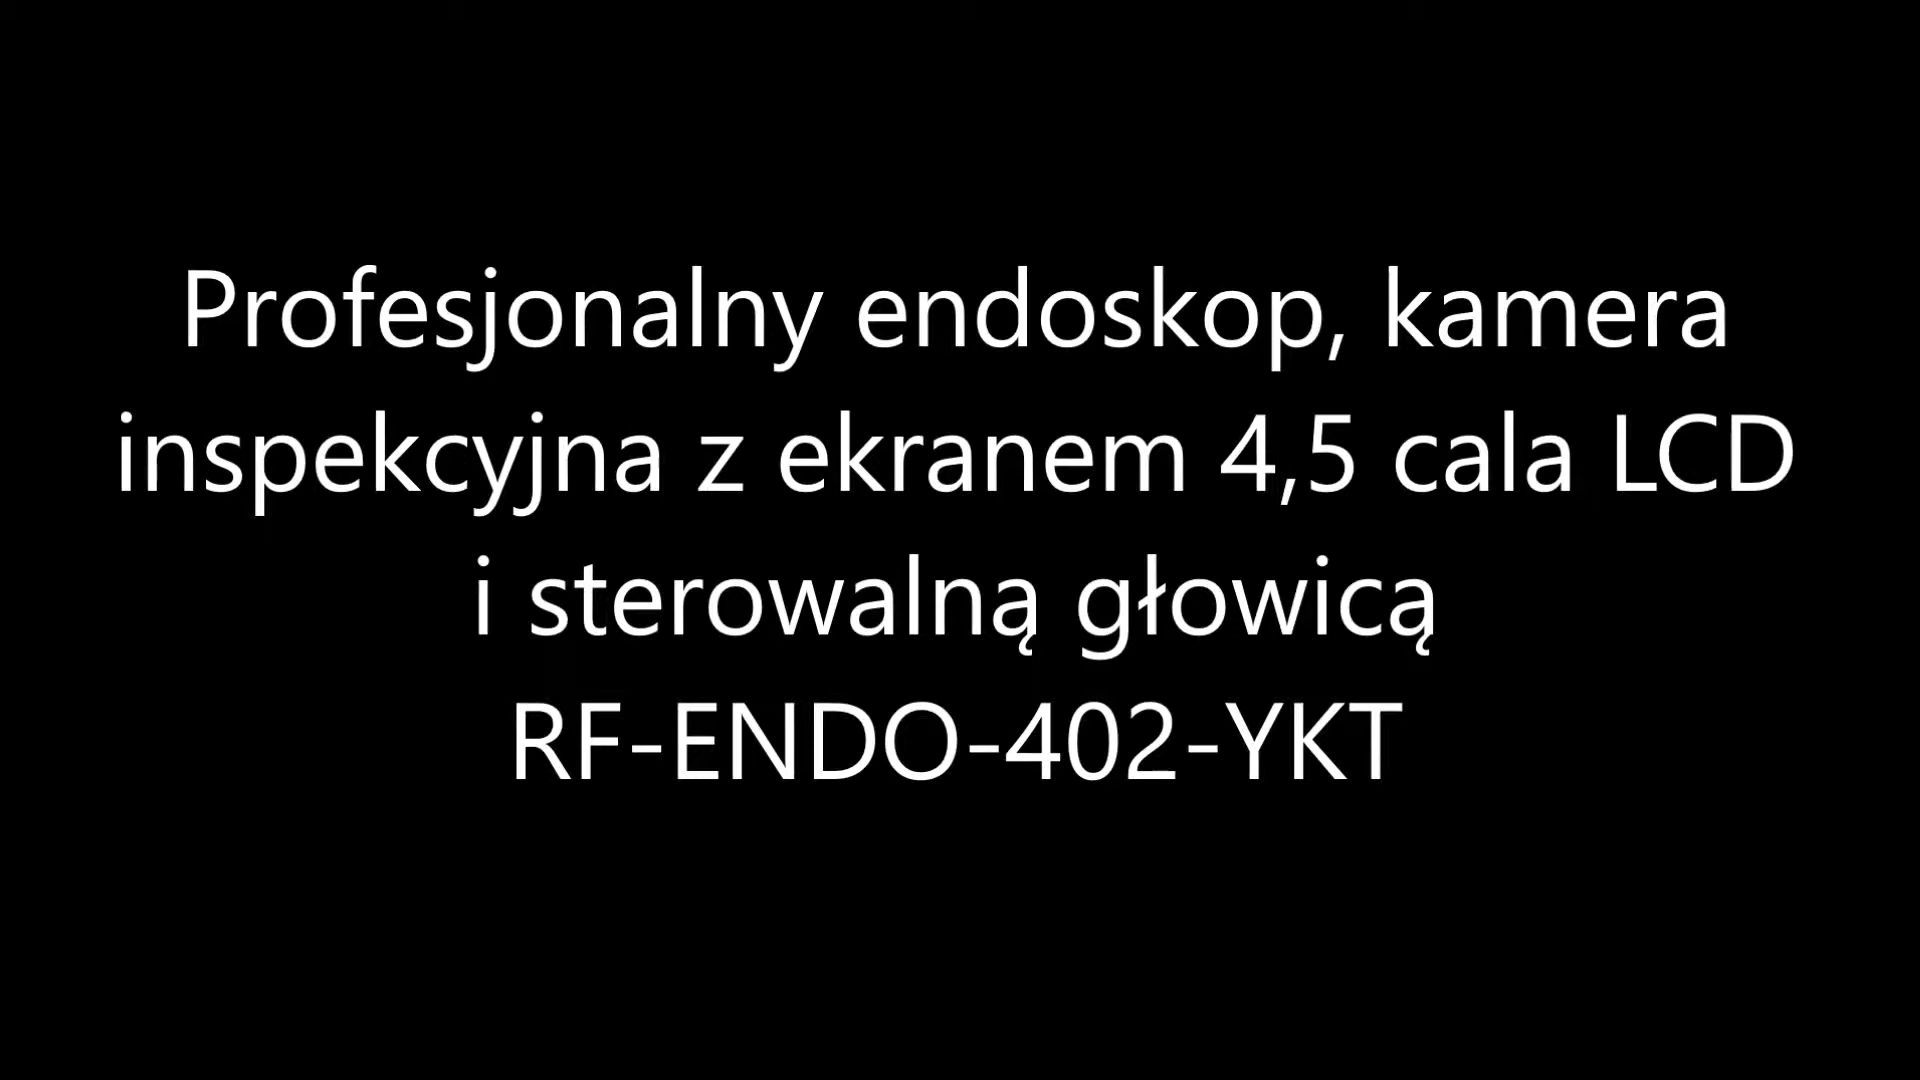 Profesjonalny endoskop, kamera
inspekcyjna z ekranem 4,5 cala LCD
i sterowalną głowicą
RF-ENDO-402-YKT